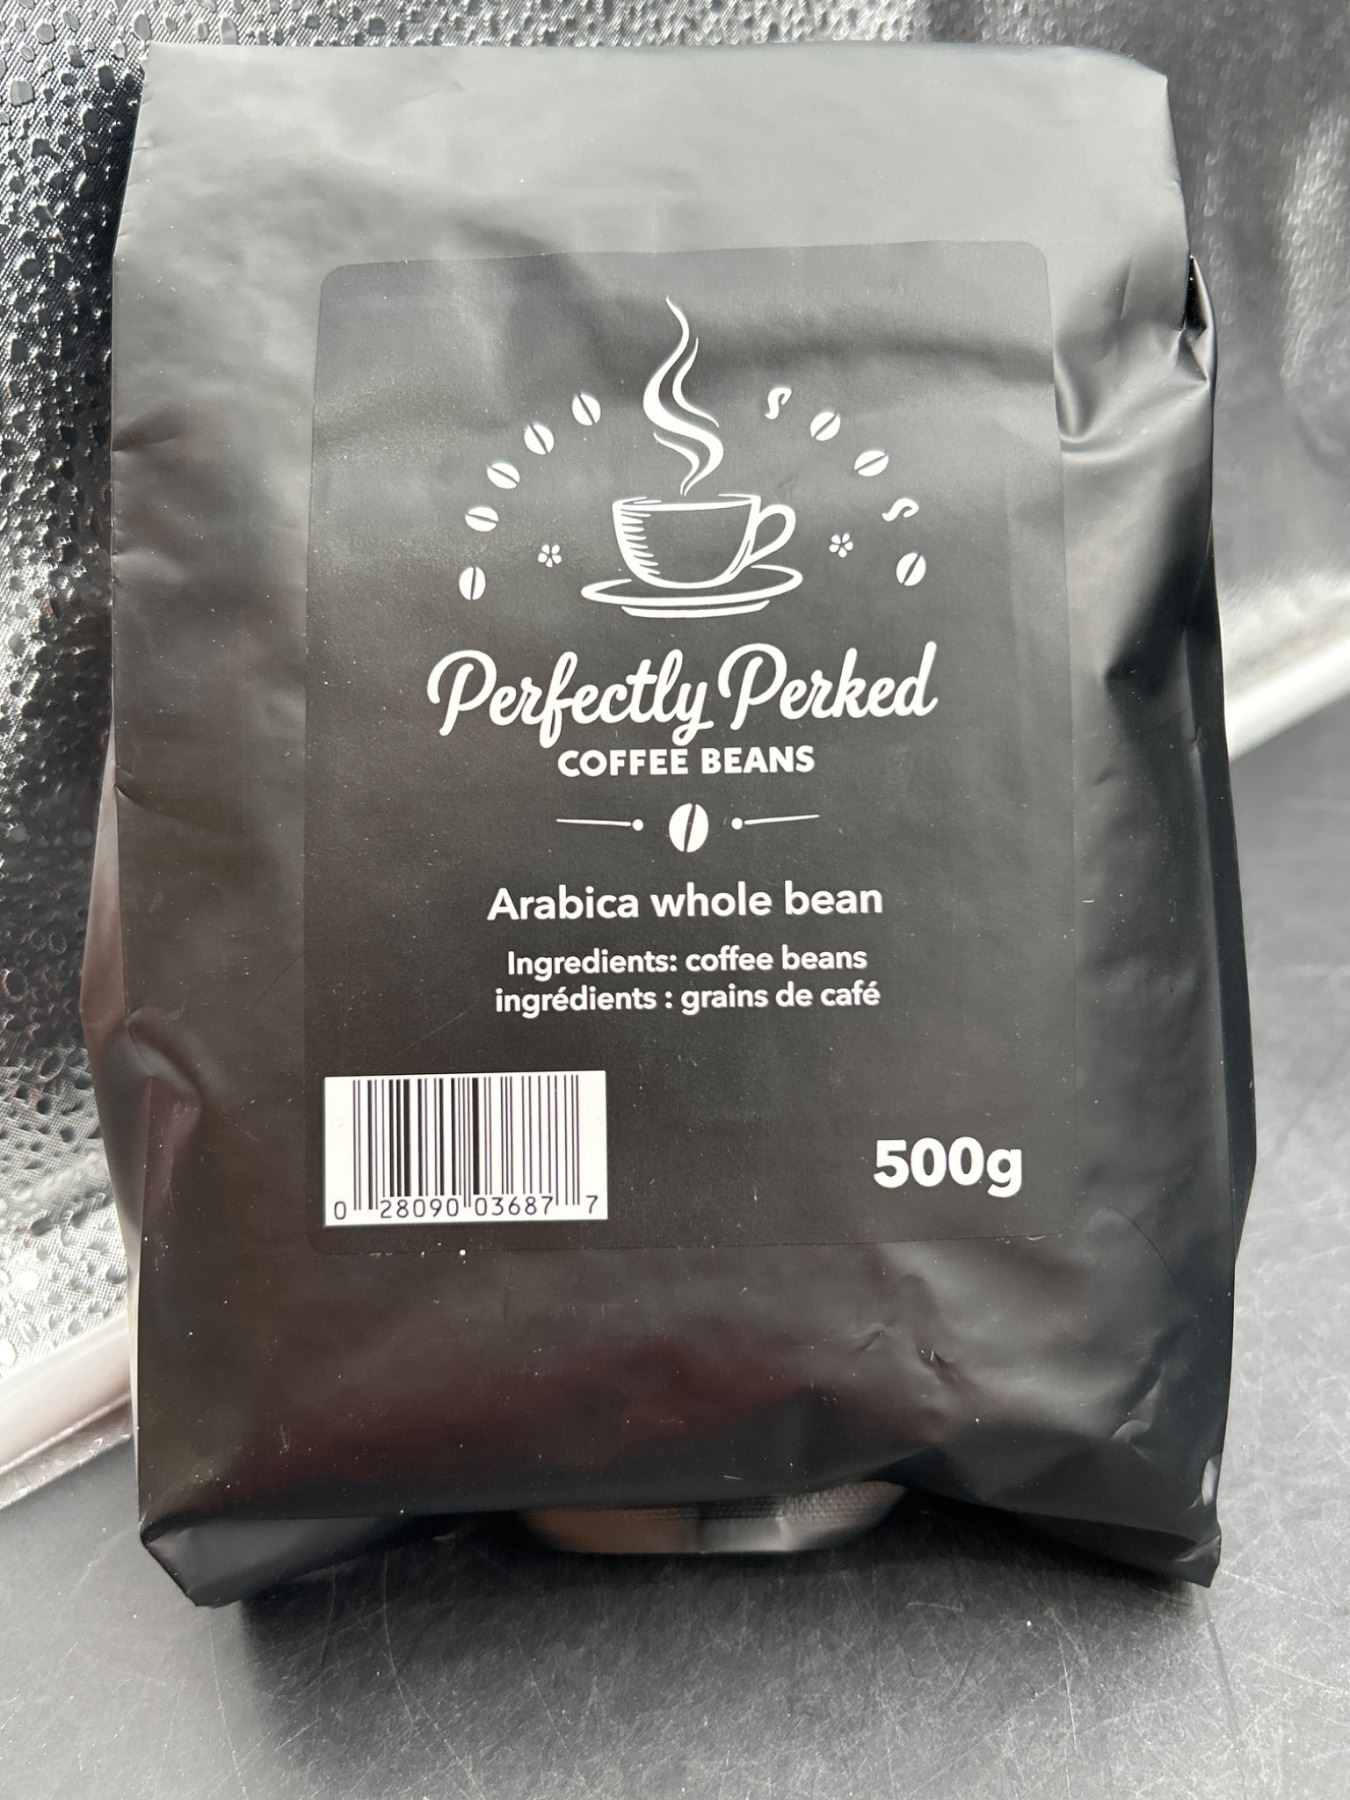 Perfectly Perked
COFFEE BEANS
Arabica whole bean
Ingredients: coffee beans
ingrédients : grains de café
500g
0 28090 03687 7